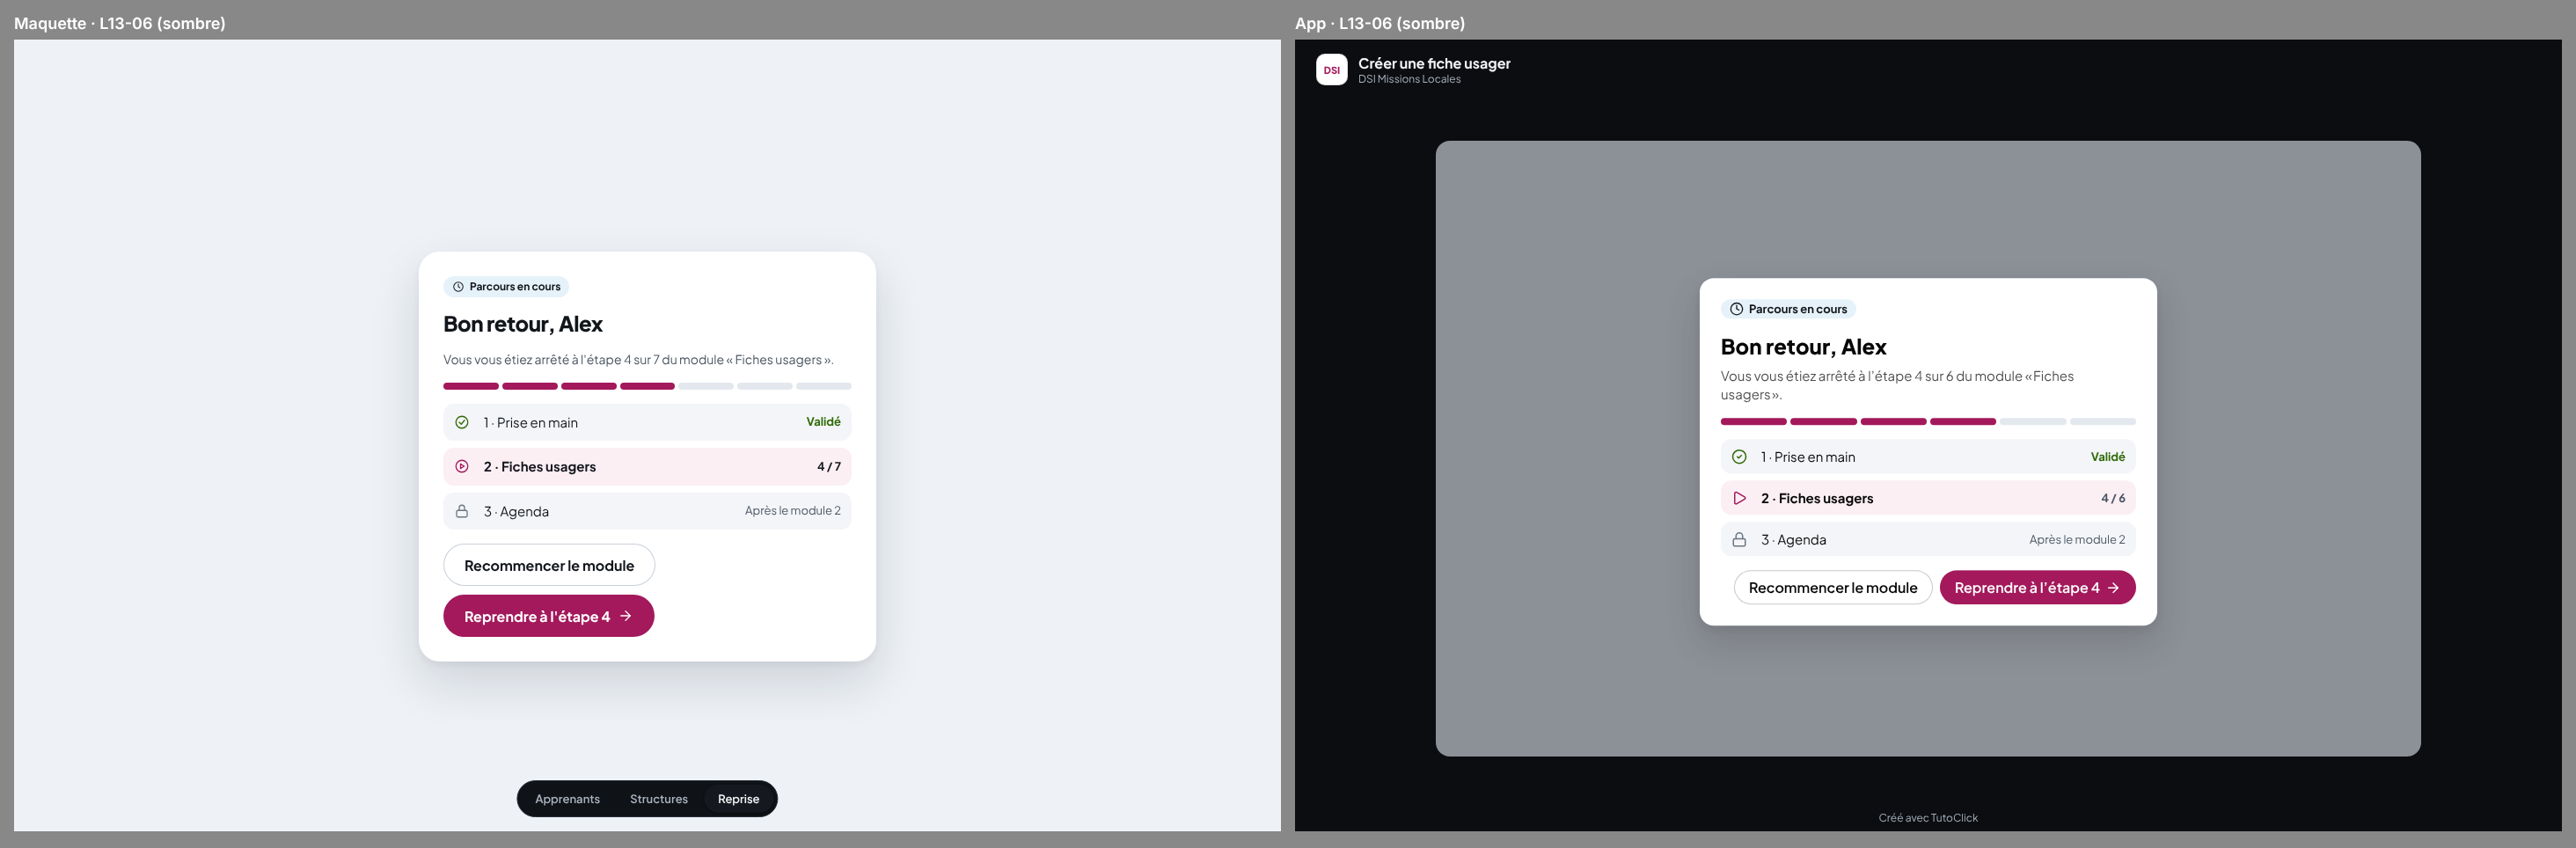 Maquette · L13-06 (sombre)
Parcours en cours
Bon retour, Alex
Vous vous étiez arrêté à l'étape 4 sur 7 du module « Fiches usagers ».
1 · Prise en main Validé
2 · Fiches usagers 4 / 7
3 · Agenda Après le module 2
Recommencer le module
Reprendre à l'étape 4
Apprenants Structures Reprise
App · L13-06 (sombre)
DSI
Créer une fiche usager
DSI Missions Locales
Parcours en cours
Bon retour, Alex
Vous vous étiez arrêté à l'étape 4 sur 6 du module « Fiches
usagers ».
1 · Prise en main Validé
2 · Fiches usagers 4 / 6
3 · Agenda Après le module 2
Recommencer le module Reprendre à l'étape 4
Créé avec TutoClick